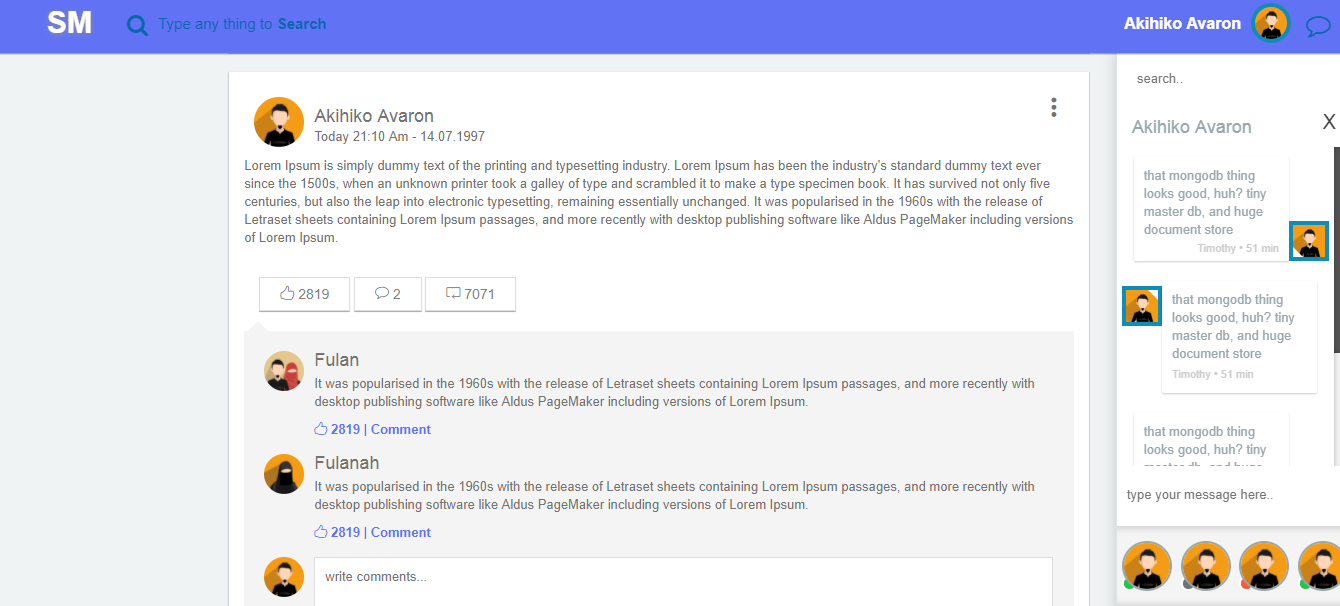 SM
Type any thing to Search
Akihiko Avaron
Akihiko Avaron
Today 21:10 Am - 14.07.1997
Lorem Ipsum is simply dummy text of the printing and typesetting industry. Lorem Ipsum has been the industry's standard dummy text ever
since the 1500s, when an unknown printer took a galley of type and scrambled it to make a type specimen book. It has survived not only five
centuries, but also the leap into electronic typesetting, remaining essentially unchanged. It was popularised in the 1960s with the release of
Letraset sheets containing Lorem Ipsum passages, and more recently with desktop publishing software like Aldus PageMaker including versions
of Lorem Ipsum.
2819
2
7071
Fulan
It was popularised in the 1960s with the release of Letraset sheets containing Lorem Ipsum passages, and more recently with
desktop publishing software like Aldus PageMaker including versions of Lorem Ipsum.
2819 | Comment
Fulanah
It was popularised in the 1960s with the release of Letraset sheets containing Lorem Ipsum passages, and more recently with
desktop publishing software like Aldus PageMaker including versions of Lorem Ipsum.
2819 | Comment
write comments...
search..
Akihiko Avaron
X
that mongodb thing
looks good, huh? tiny
master db, and huge
document store
Timothy • 51 min
that mongodb thing
looks good, huh? tiny
master db, and huge
document store
Timothy • 51 min
that mongodb thing
looks good, huh? tiny
master db, and huge
type your message here..